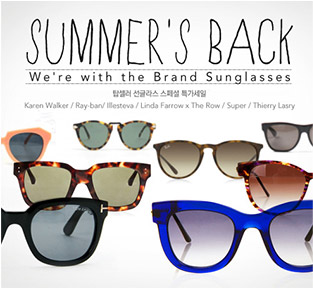 SUMMER'S BACK
We're with the Brand Sunglasses
탑셀러 선글라스 스페셜 특가세일
Karen Walker / Ray-ban / Illesteva / Linda Farrow x The Row / Super / Thierry Lasry